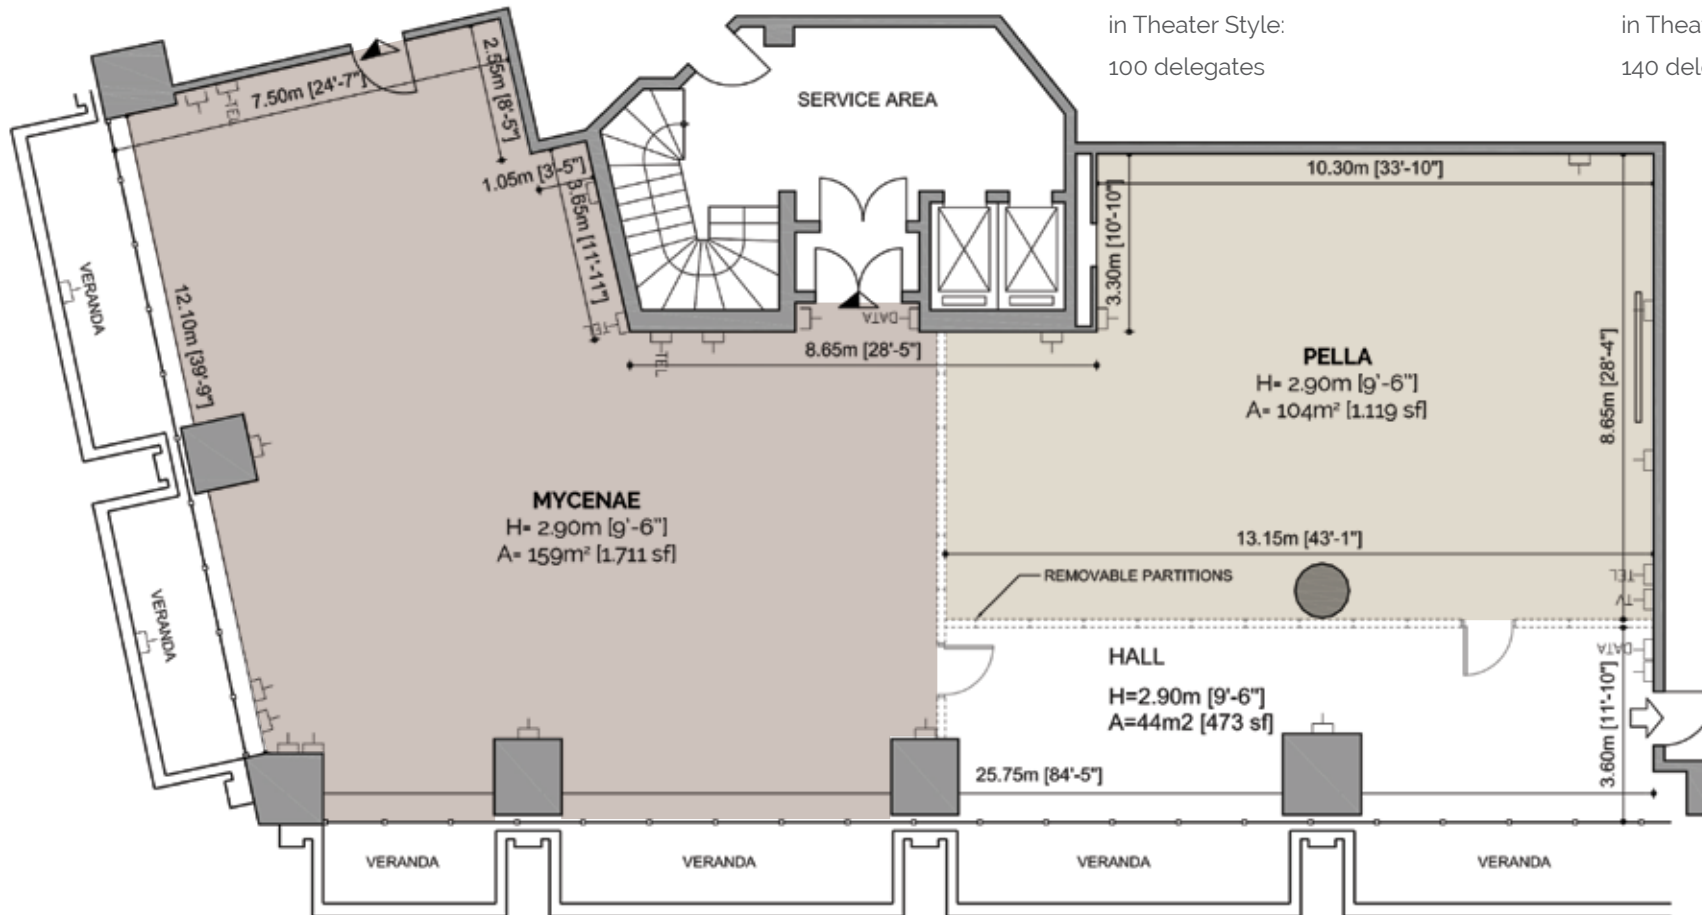 in Theater Style:
100 delegates
140
SERVICE AREA
7.50m [24'-7"]
2.55m [8'-5"]
TEL
1.05m [3'-5"]
3.65m [11'-11"]
TEL
TEL
DATA
8.65m [28'-5"]
3.30m [10'-10"]
10.30m [33'-10"]
VERANDA
12.10m [39'-9"]
PELLA
H= 2.90m [9'-6"]
A= 104m² [1.119 sf]
8.65m [28'-4"]
MYCENAE
H= 2.90m [9'-6"]
A= 159m² [1.711 sf]
13.15m [43'-1"]
REMOVABLE PARTITIONS
TEL
TV
VERANDA
HALL
H=2.90m [9'-6"]
A=44m2 [473 sf]
DATA
3.60m [11'-10"]
25.75m [84'-5"]
VERANDA
VERANDA
VERANDA
VERANDA